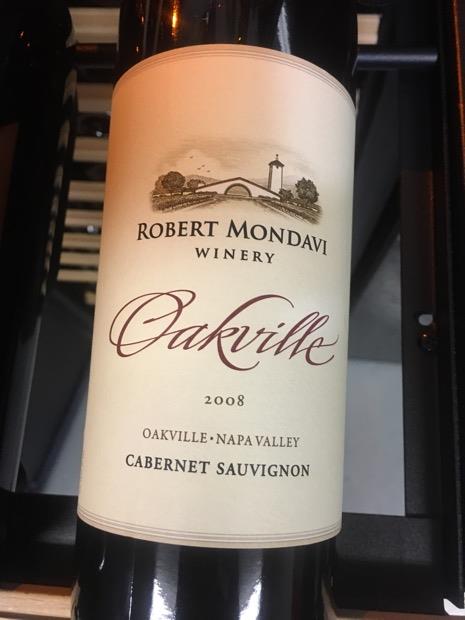 ROBERT MONDAVI
WINERY
Oakville
2008
OAKVILLE • NAPA VALLEY
CABERNET SAUVIGNON